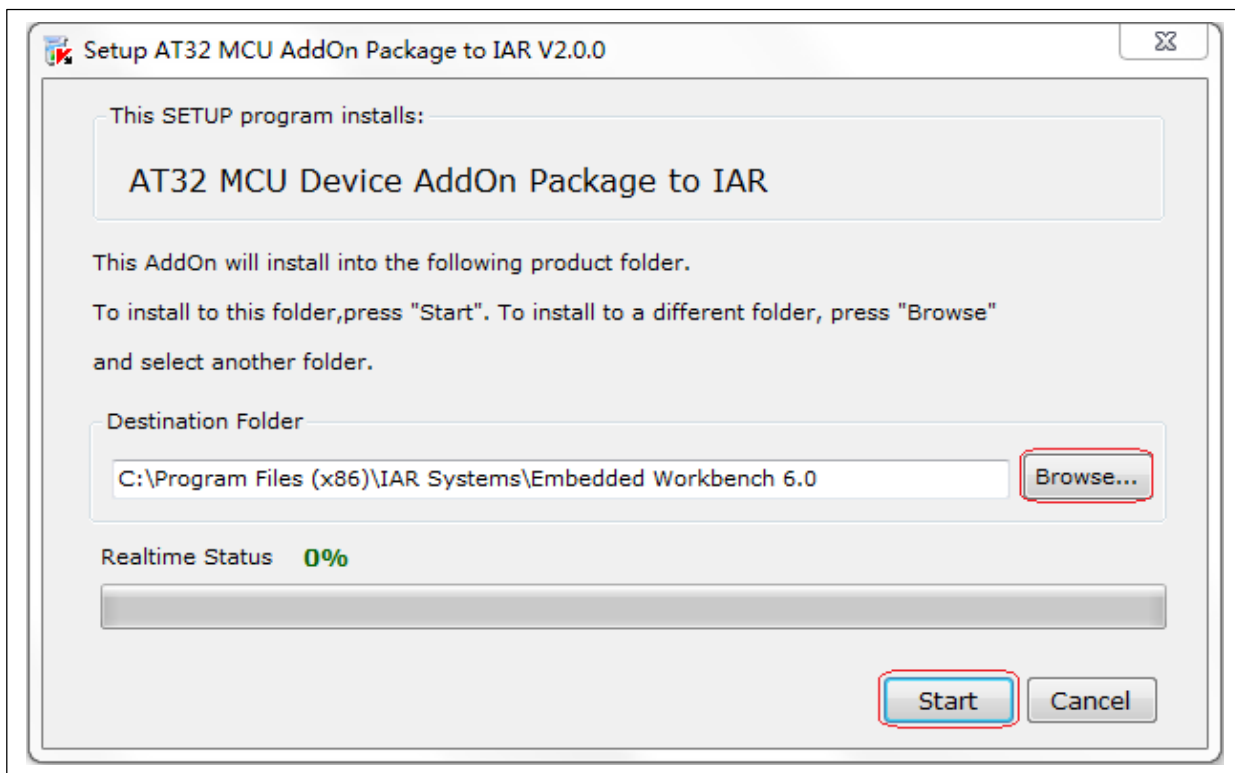 Setup AT32 MCU AddOn Package to IAR V2.0.0
This SETUP program installs:
AT32 MCU Device AddOn Package to IAR
This AddOn will install into the following product folder.
To install to this folder,press "Start". To install to a different folder, press "Browse"
and select another folder.
Destination Folder
C:\Program Files (x86)\IAR Systems\Embedded Workbench 6.0
Browse...
Realtime Status 0%
Start Cancel